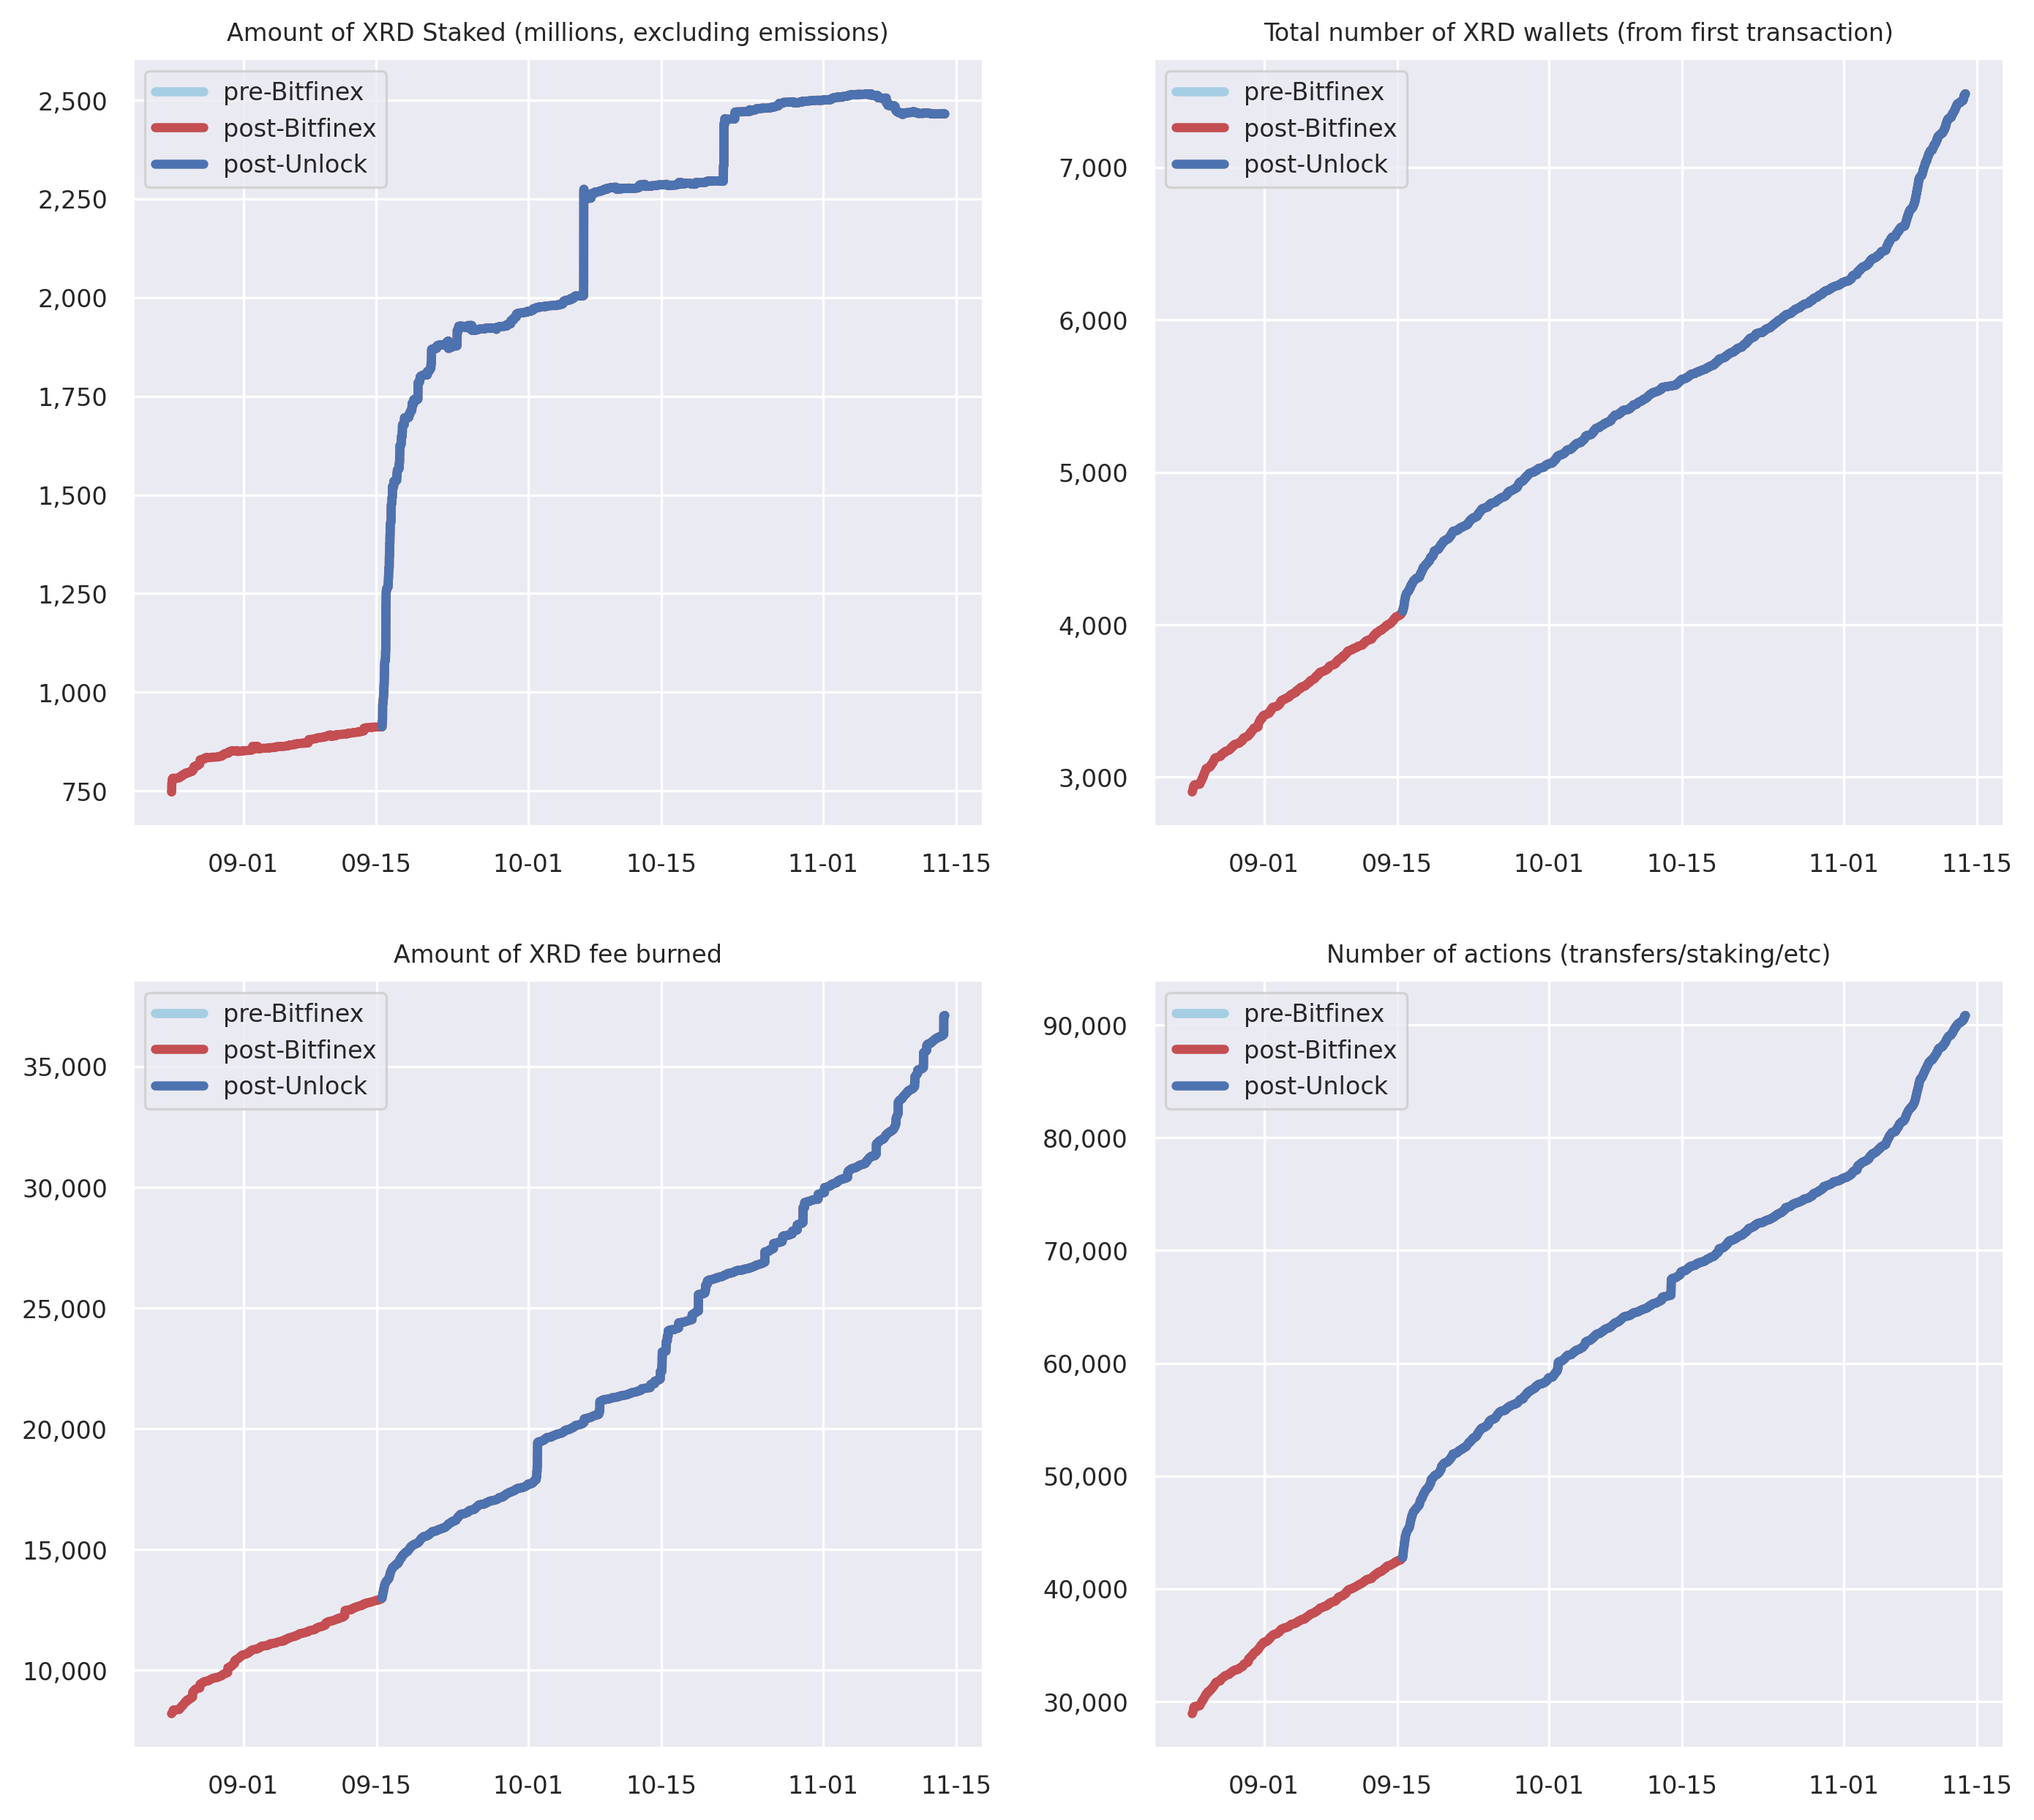 Amount of XRD Staked (millions, excluding emissions)
pre-Bitfinex
post-Bitfinex
post-Unlock
2,500
2,250
2,000
1,750
1,500
1,250
1,000
750
09-01 09-15 10-01 10-15 11-01 11-15
Total number of XRD wallets (from first transaction)
pre-Bitfinex
post-Bitfinex
post-Unlock
7,000
6,000
5,000
4,000
3,000
09-01 09-15 10-01 10-15 11-01 11-15
Amount of XRD fee burned
pre-Bitfinex
post-Bitfinex
post-Unlock
35,000
30,000
25,000
20,000
15,000
10,000
09-01 09-15 10-01 10-15 11-01 11-15
Number of actions (transfers/staking/etc)
pre-Bitfinex
post-Bitfinex
post-Unlock
90,000
80,000
70,000
60,000
50,000
40,000
30,000
09-01 09-15 10-01 10-15 11-01 11-15